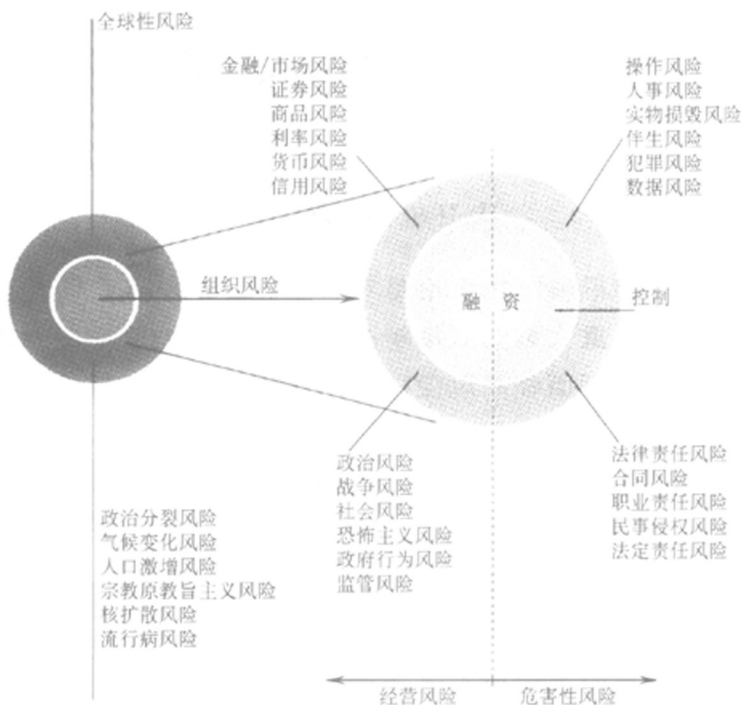 全球性风险
金融/市场风险
证券风险
商品风险
利率风险
货币风险
信用风险
操作风险
人事风险
实物损毁风险
伴生风险
犯罪风险
数据风险
组织风险
融 资
控制
政治风险
战争风险
社会风险
恐怖主义风险
政府行为风险
监管风险
法律责任风险
合同风险
职业责任风险
民事侵权风险
法定责任风险
政治分裂风险
气候变化风险
人口激增风险
宗教原教旨主义风险
核扩散风险
流行病风险
经营风险
危害性风险